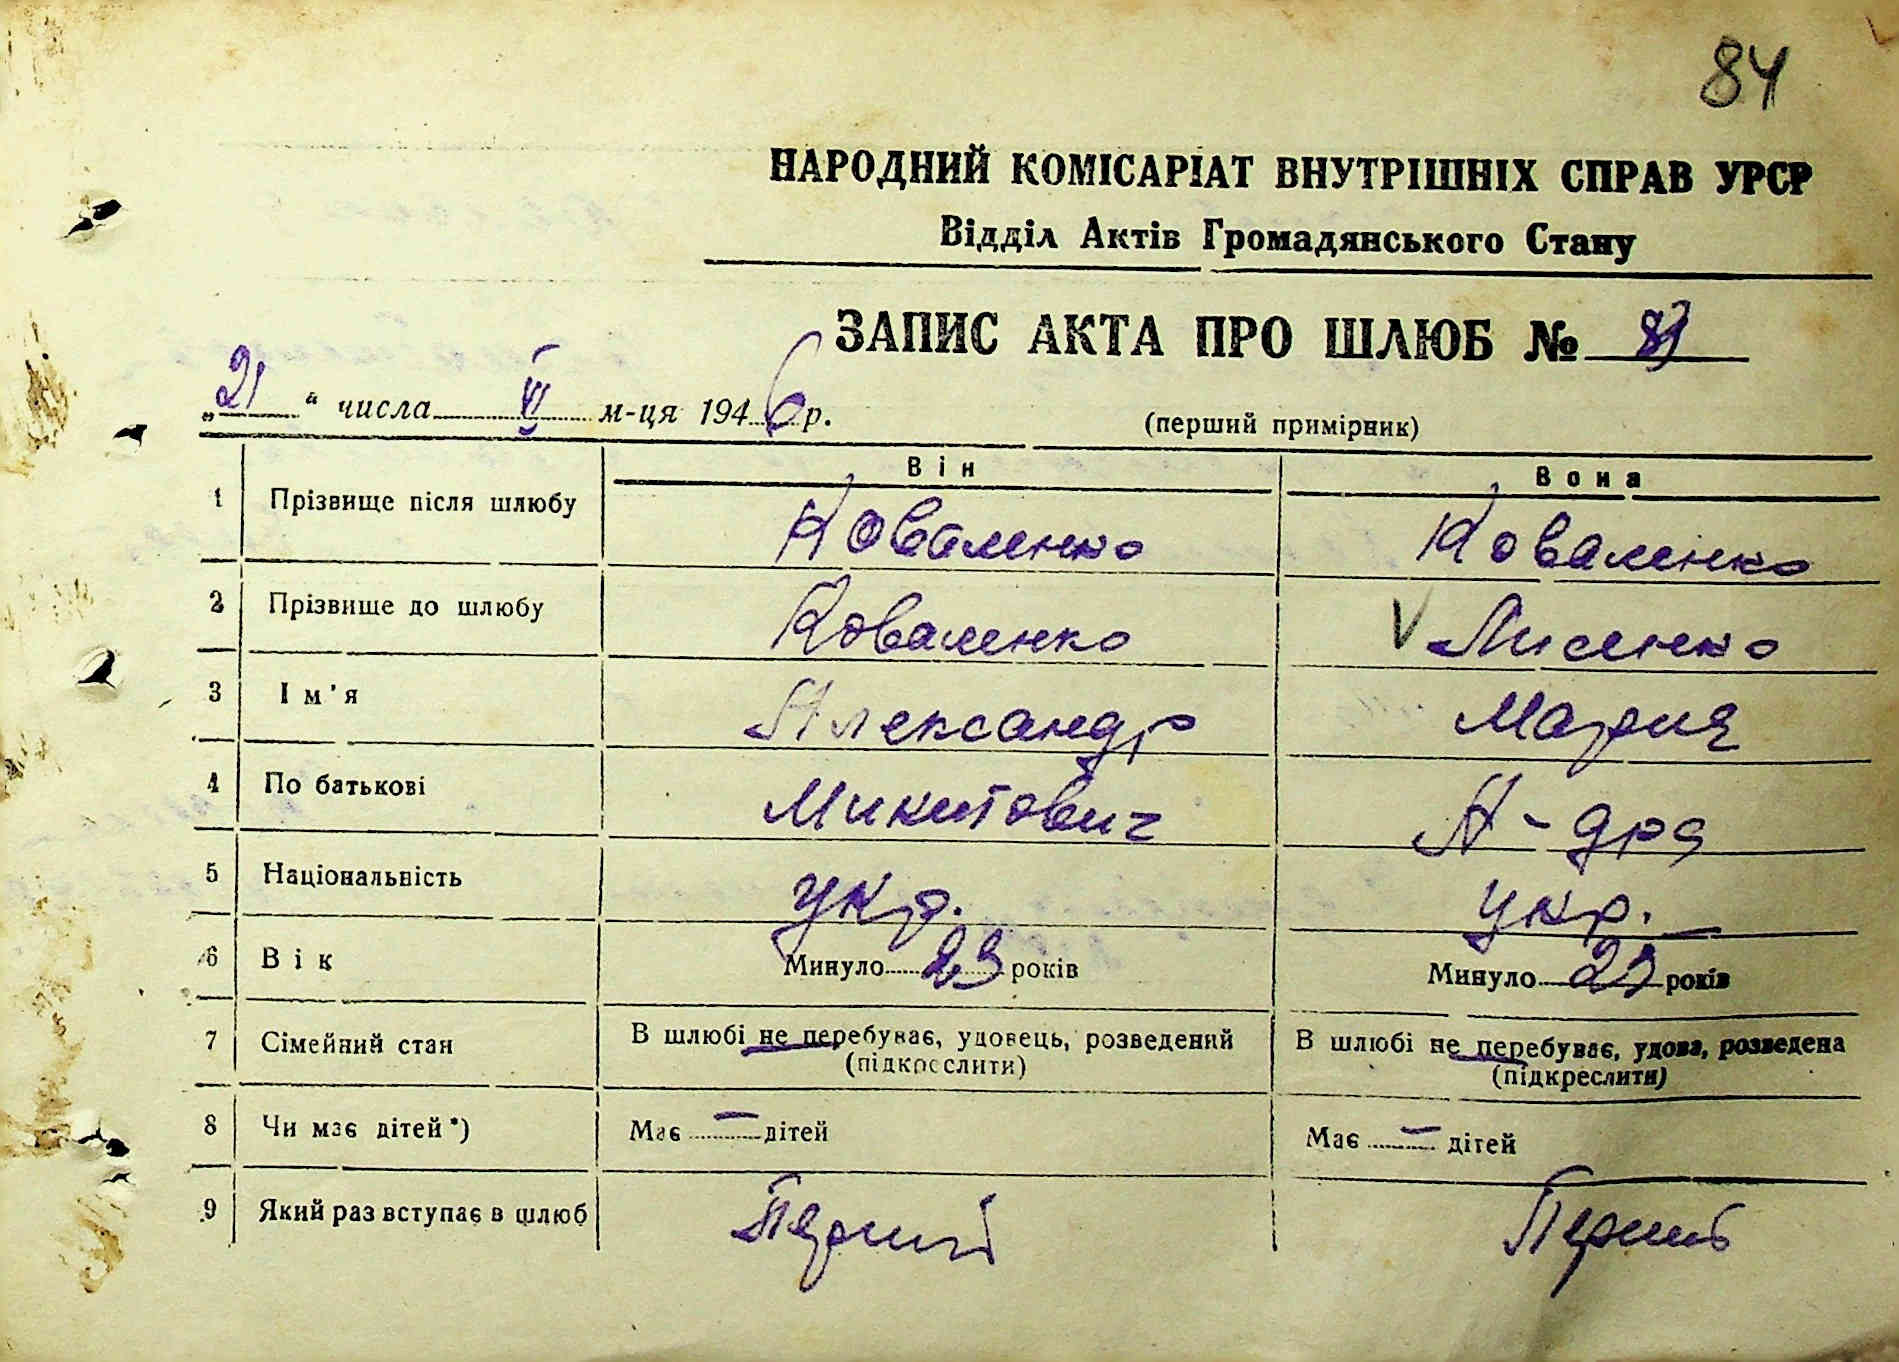 84
НАРОДНИЙ КОМІСАРІАТ ВНУТРІШНІХ СПРАВ УРСР
Відділ Актів Громадянського Стану
ЗАПИС АКТА ПРО ШЛЮБ №
„21“ числа VI м-ця 1946 р.
(перший примірник)
Він Вона
1 Прізвище після шлюбу Коваленко Коваленко
2 Прізвище до шлюбу Коваленко V Лисенко
3 Ім'я Александр Мария
4 По батькові Микитович А-дра
5 Національність укр. укр.
6 Вік Минуло 23 років Минуло 23 років
7 Сімейний стан В шлюбі не перебуває, удовець, розведений В шлюбі не перебуває, удова, розведена
(підкреслити) (підкреслити)
8 Чи має дітей*) Має — дітей Має — дітей
9 Який раз вступає в шлюб Перший Перший